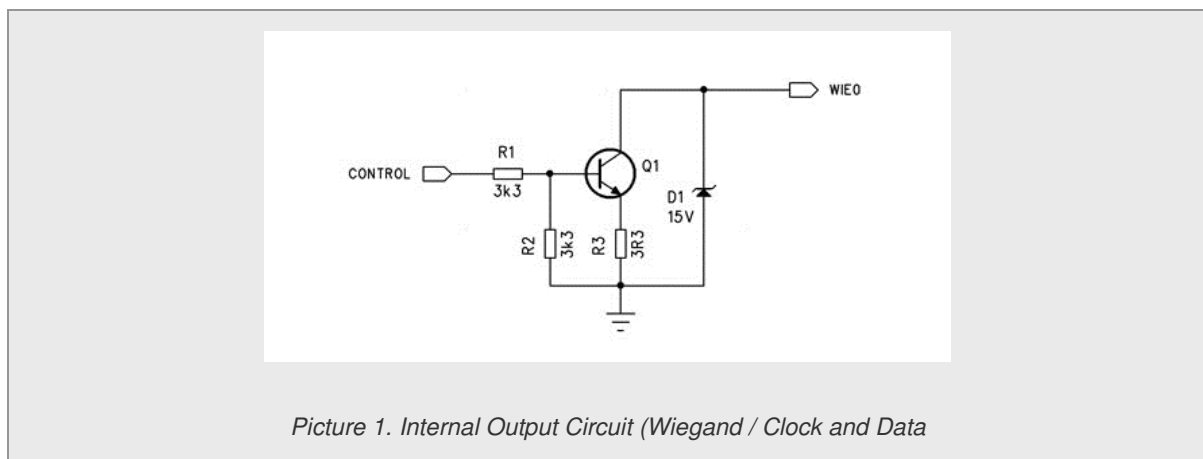 WIE0
R1
Q1
CONTROL
3k3
D1
15V
R2
3k3
R3
3R3
Picture 1. Internal Output Circuit (Wiegand / Clock and Data